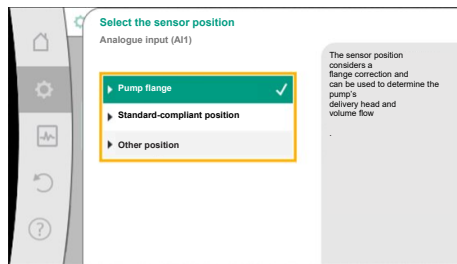 Select the sensor position
Analogue input (AI1)
Pump flange
Standard-compliant position
Other position
The sensor position
considers a
flange correction and
can be used to determine the
pump's
delivery head and
volume flow
.